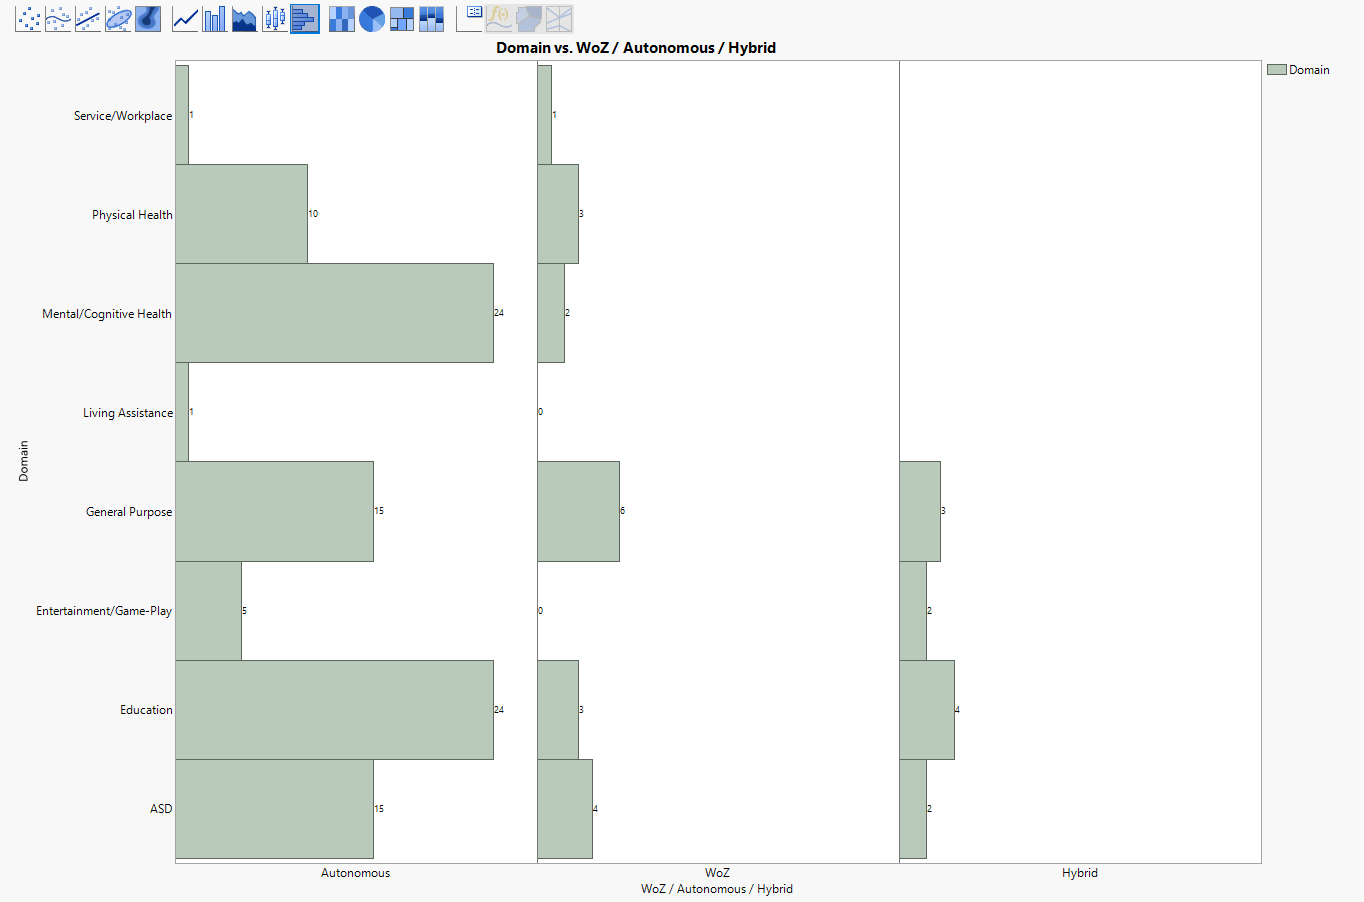 Domain vs. WoZ / Autonomous / Hybrid
Domain
Service/Workplace
1
1
Physical Health
10
3
Mental/Cognitive Health
24
2
Living Assistance
1
0
Domain
General Purpose
15
6
3
Entertainment/Game-Play
5
0
2
Education
24
3
4
ASD
15
4
2
Autonomous
WoZ
Hybrid
WoZ / Autonomous / Hybrid